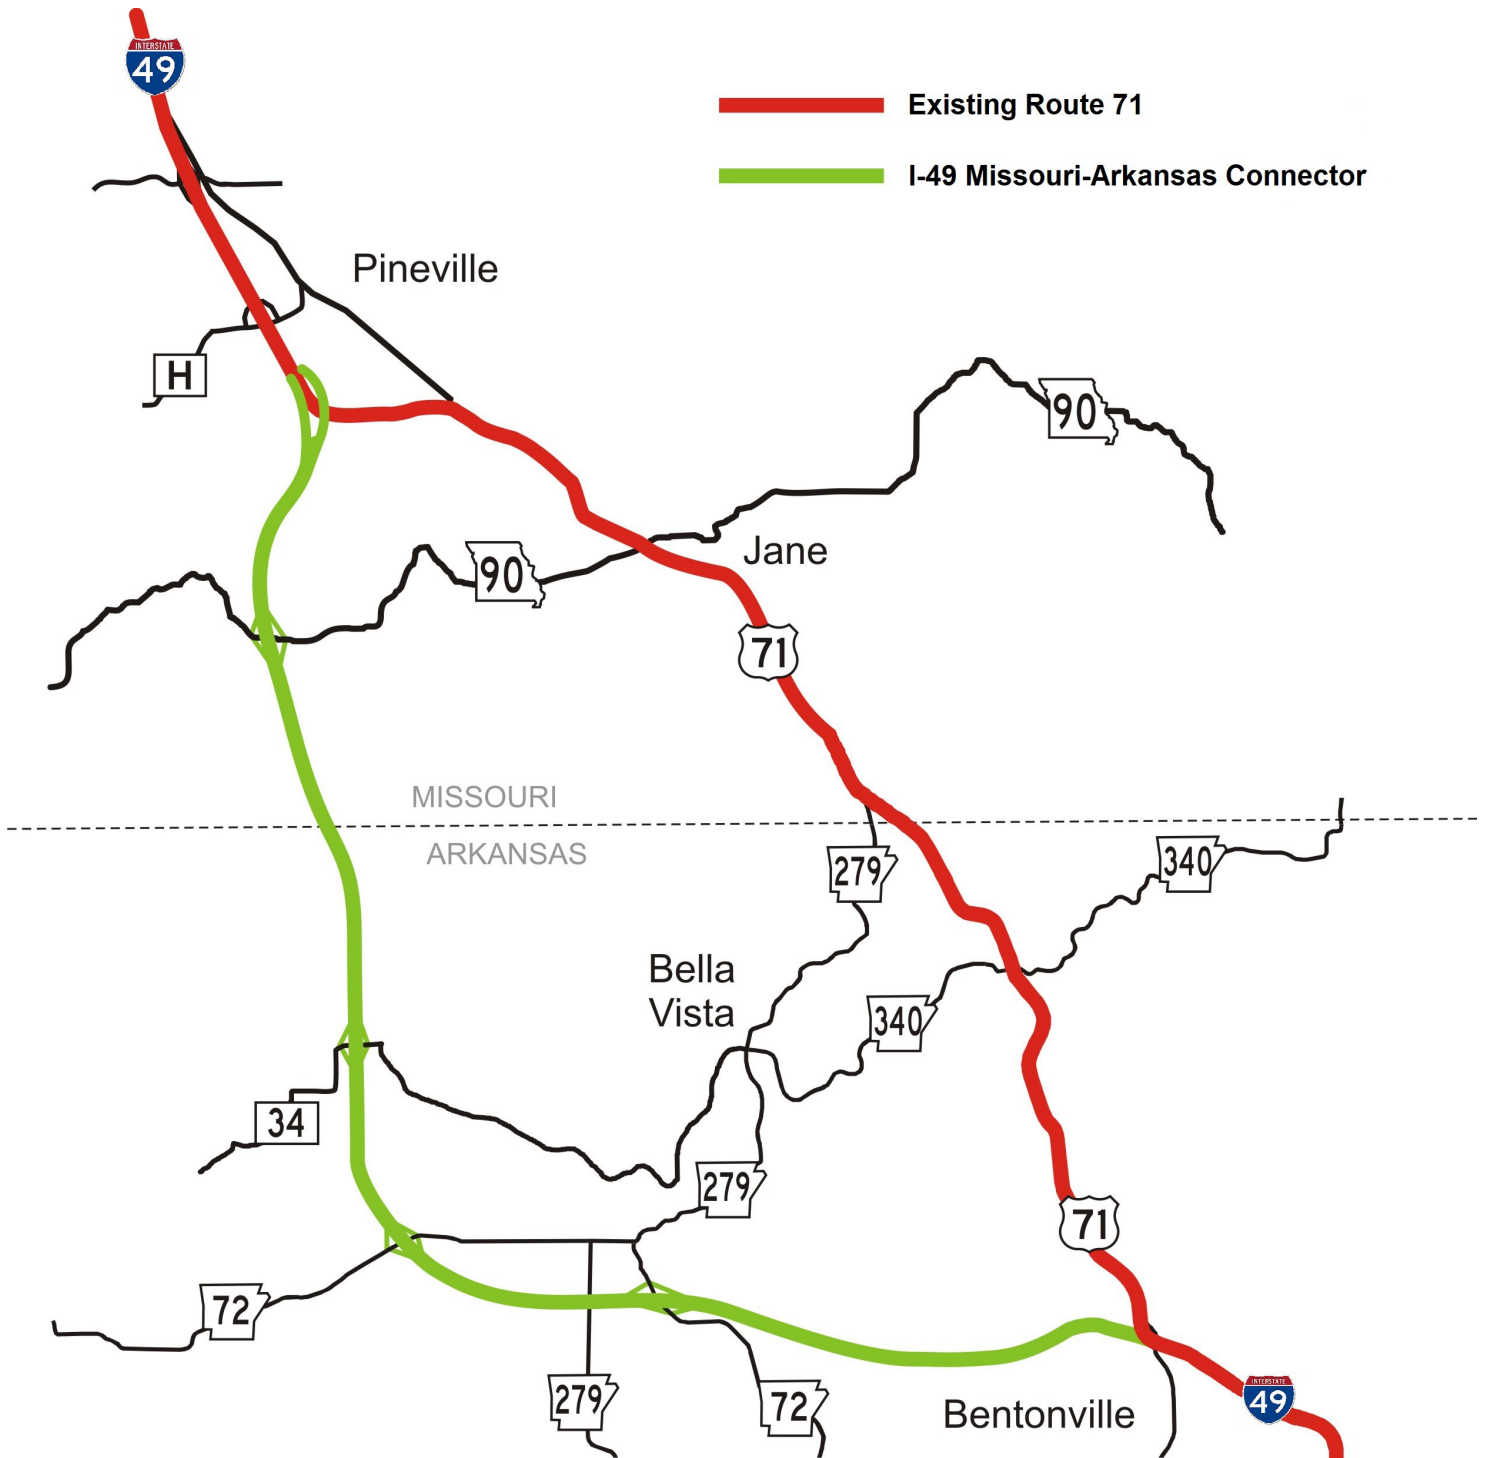 INTERSTATE
49
Existing Route 71
I-49 Missouri-Arkansas Connector
Pineville
H
90
90
Jane
71
MISSOURI
ARKANSAS
279
340
Bella
Vista
340
34
279
71
72
279
72
Bentonville
INTERSTATE
49